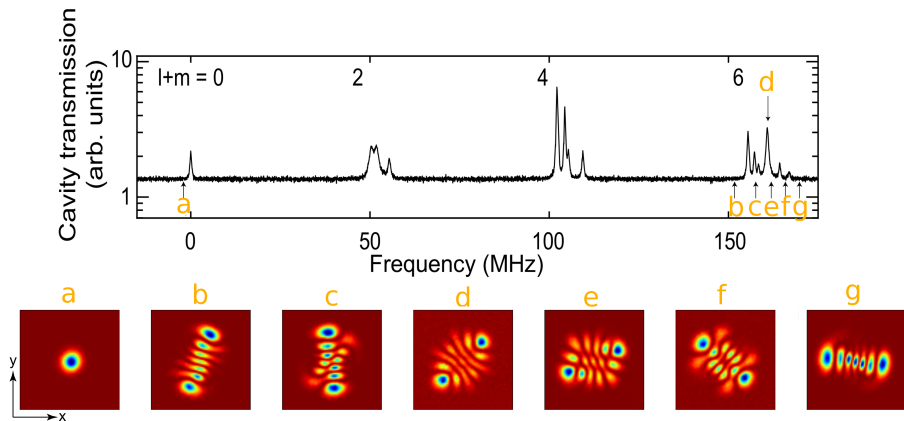 10
l+m = 0 2 4 6
d
Cavity transmission
(arb. units)
1
a b c e f g
0 50 100 150
Frequency (MHz)
a b c d e f g
y
x